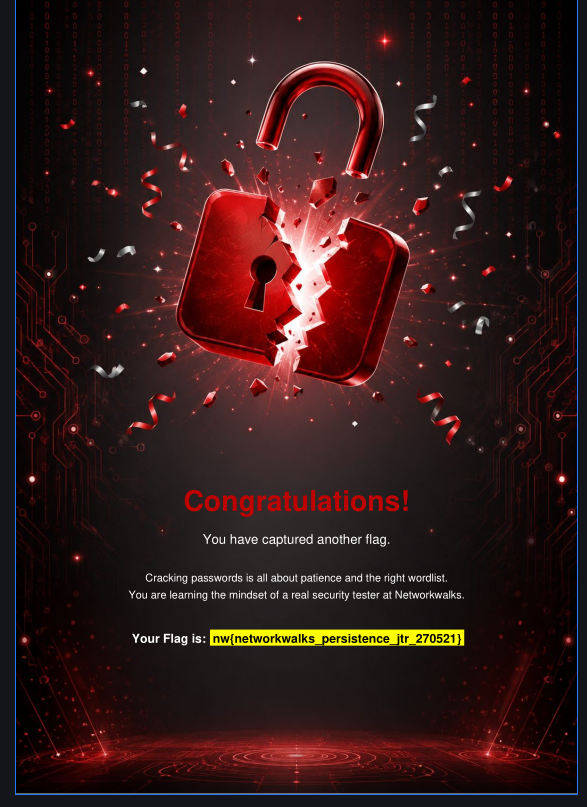 Congratulations!
You have captured another flag.
Cracking passwords is all about patience and the right wordlist.
You are learning the mindset of a real security tester at Networkwalks.
Your Flag is: nw{networkwalks_persistence_jtr_270521}